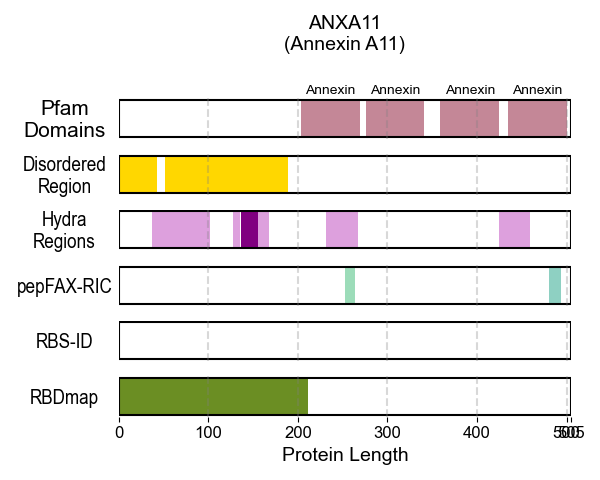 ANXA11
(Annexin A11)
Annexin Annexin Annexin Annexin
Pfam
Domains
Disordered
Region
Hydra
Regions
pepFAX-RIC
RBS-ID
RBDmap
0 100 200 300 400 500 505
Protein Length